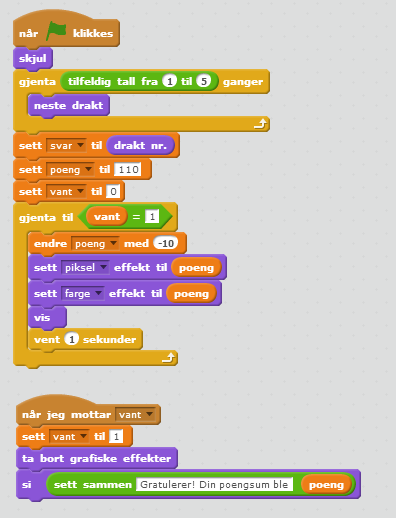 når klikkes
skjul
gjenta tilfeldig tall fra 1 til 5 ganger
neste drakt
sett svar til drakt nr.
sett poeng til 110
sett vant til 0
gjenta til vant = 1
endre poeng med -10
sett piksel effekt til poeng
sett farge effekt til poeng
vis
vent 1 sekunder
når jeg mottar vant
sett vant til 1
ta bort grafiske effekter
si sett sammen Gratulerer! Din poengsum ble poeng